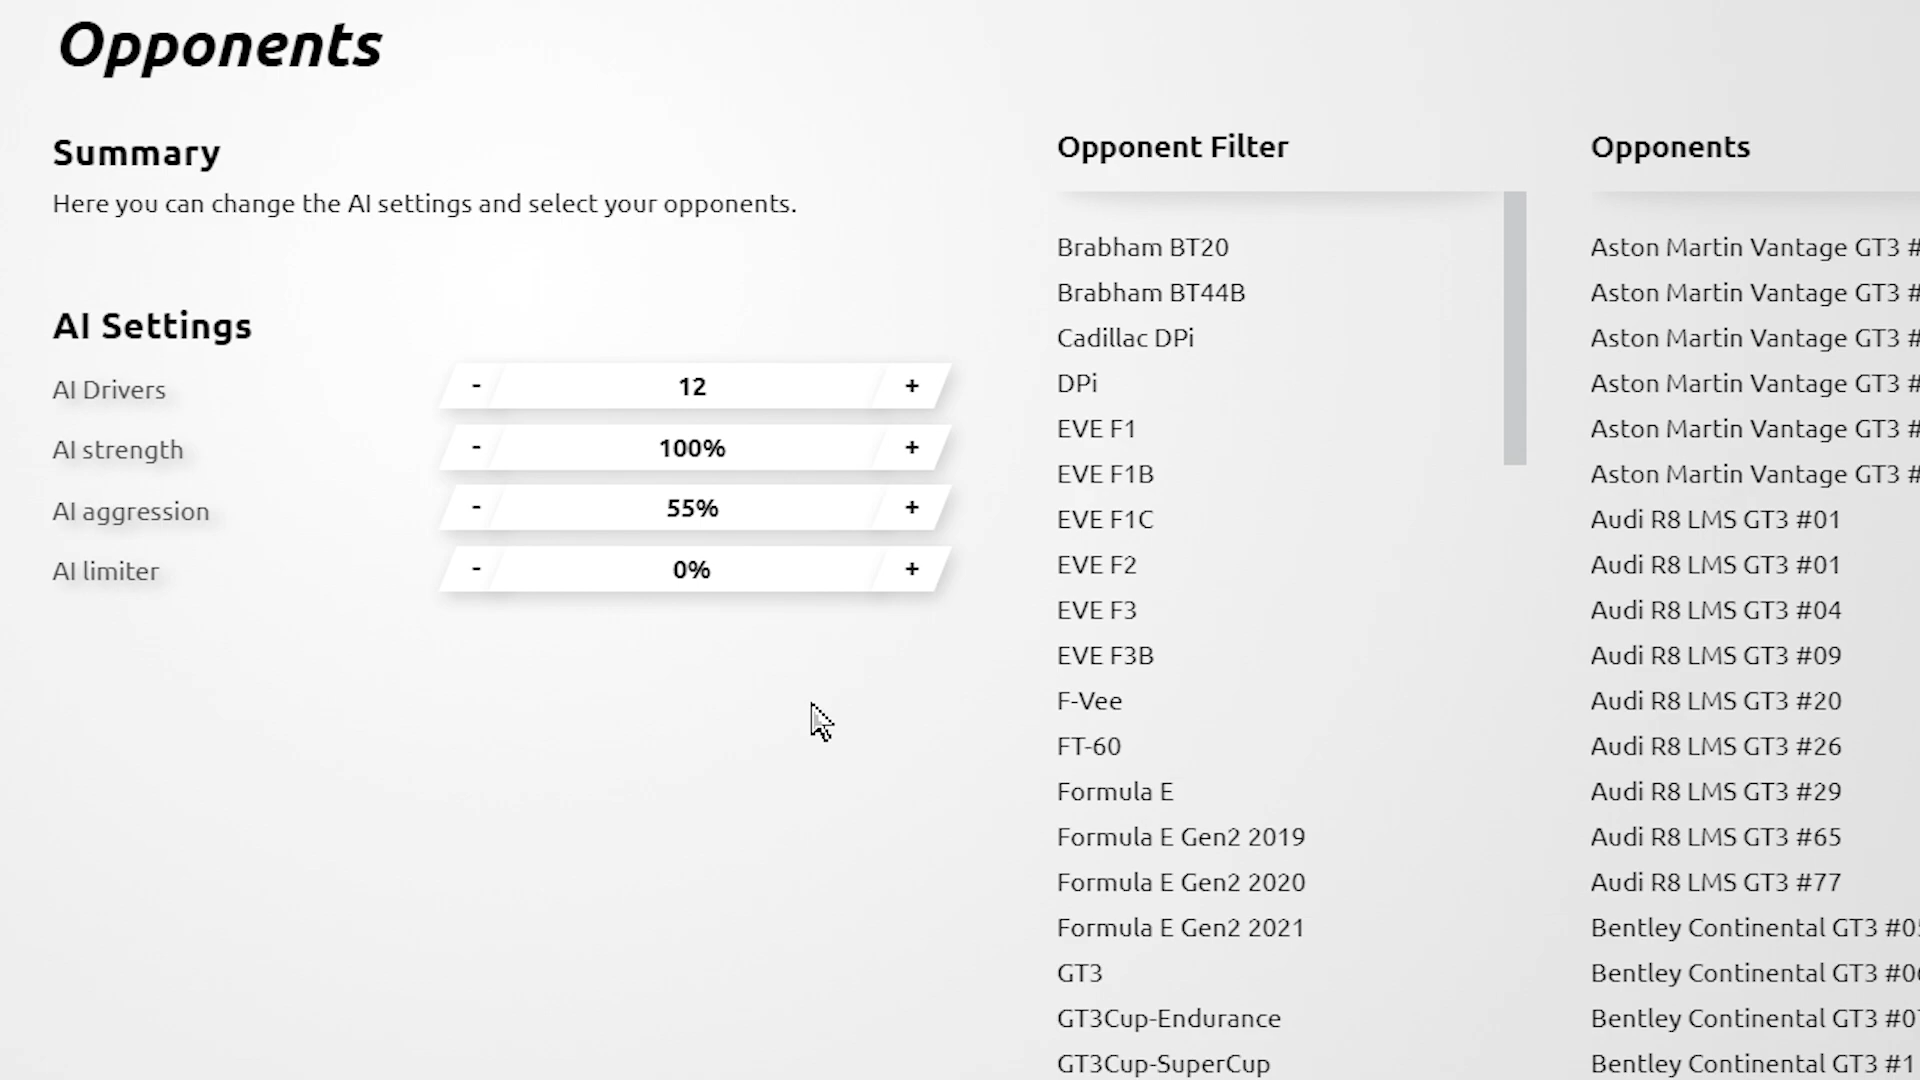 Opponents
Summary
Here you can change the AI settings and select your opponents.
AI Settings
AI Drivers - 12 +
AI strength - 100% +
AI aggression - 55% +
AI limiter - 0% +
Opponent Filter
Brabham BT20
Brabham BT44B
Cadillac DPi
DPi
EVE F1
EVE F1B
EVE F1C
EVE F2
EVE F3
EVE F3B
F-Vee
FT-60
Formula E
Formula E Gen2 2019
Formula E Gen2 2020
Formula E Gen2 2021
GT3
GT3Cup-Endurance
GT3Cup-SuperCup
Opponents
Aston Martin Vantage GT3 #
Aston Martin Vantage GT3 #
Aston Martin Vantage GT3 #
Aston Martin Vantage GT3 #
Aston Martin Vantage GT3 #
Aston Martin Vantage GT3 #
Audi R8 LMS GT3 #01
Audi R8 LMS GT3 #01
Audi R8 LMS GT3 #04
Audi R8 LMS GT3 #09
Audi R8 LMS GT3 #20
Audi R8 LMS GT3 #26
Audi R8 LMS GT3 #29
Audi R8 LMS GT3 #65
Audi R8 LMS GT3 #77
Bentley Continental GT3 #05
Bentley Continental GT3 #06
Bentley Continental GT3 #07
Bentley Continental GT3 #1